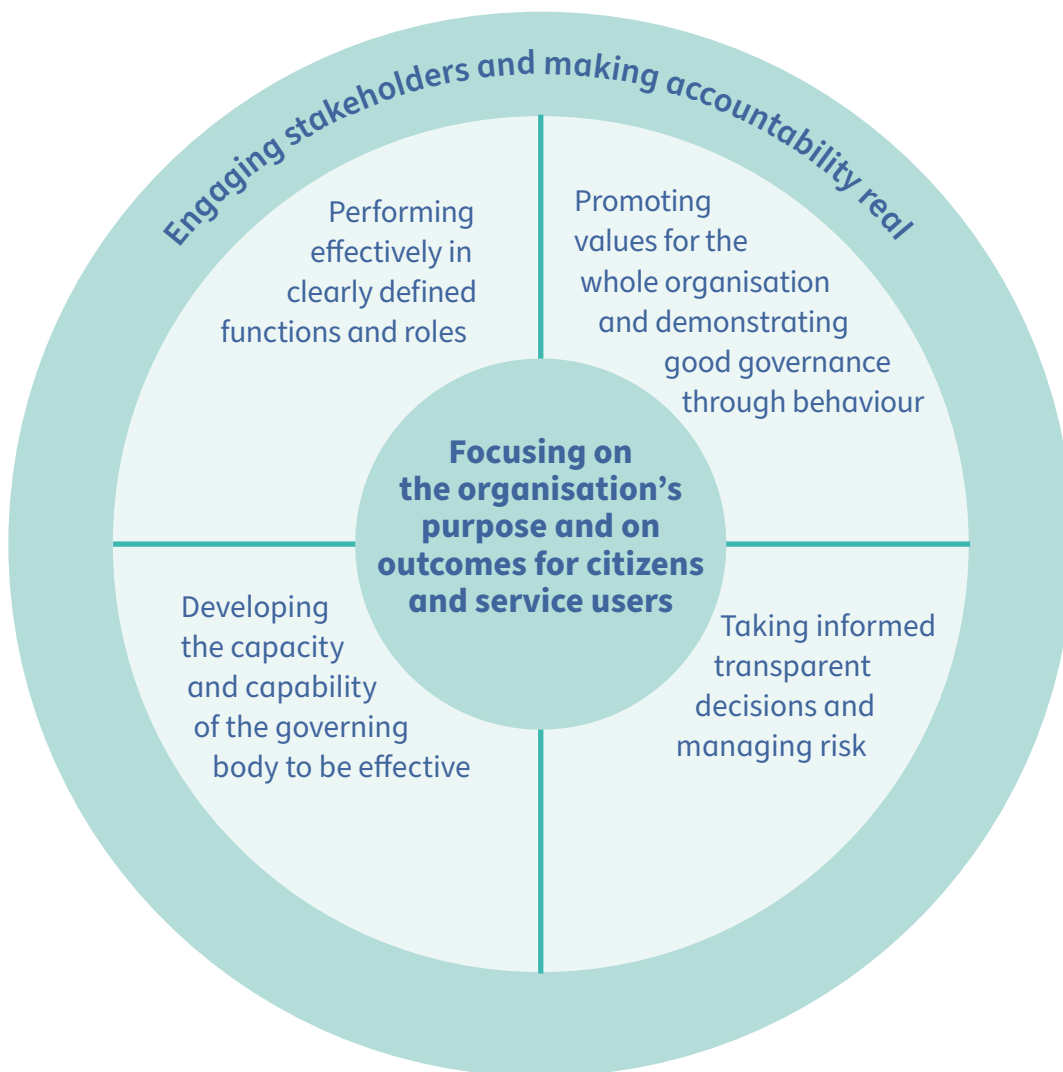 Engaging stakeholders and making accountability real
Performing
effectively in
clearly defined
functions and roles
Promoting
values for the
whole organisation
and demonstrating
good governance
through behaviour
Focusing on
the organisation’s
purpose and on
outcomes for citizens
and service users
Developing
the capacity
and capability
of the governing
body to be effective
Taking informed
transparent
decisions and
managing risk